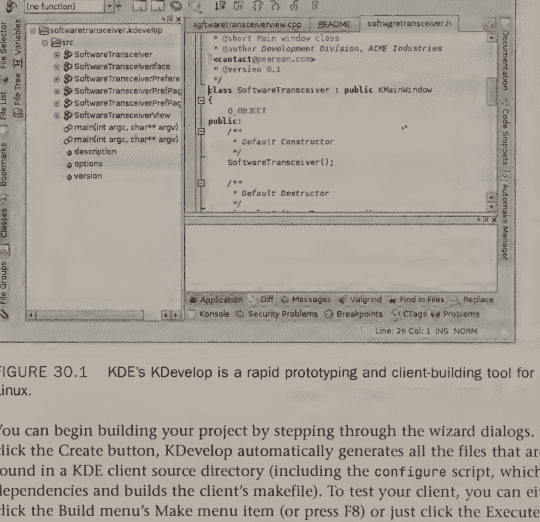 (no function)
softwaretransceiverview.cpp README softwaretransceiver.h
File Selector
Variables
File Tree
File List
Bookmarks
Classes
File Groups
softwaretransceiver.kdevelop
src
SoftwareTransceiver
SoftwareTransceiverIface
SoftwareTransceiverPrefere
SoftwareTransceiverPrefPag
SoftwareTransceiverPrefPag
SoftwareTransceiverView
main(int argc, char** argv)
main(int argc, char** argv)
description
options
version
* @short Main window class
* @author Development Division, ACME Industries
<contact@pearson.com>
* @version 0.1
*/
class SoftwareTransceiver : public KMainWindow
{
Q_OBJECT
public:
/**
* Default Constructor
*/
SoftwareTransceiver();
/**
* Default Destructor
*/
Documentation
Code Snippets
Automake Manager
Application Diff Messages Valgrind Find in Files Replace
Konsole Security Problems Breakpoints CTags Problems
Line: 26 Col: 1 INS NORM
FIGURE 30.1 KDE's KDevelop is a rapid prototyping and client-building tool for
Linux.
You can begin building your project by stepping through the wizard dialogs.
click the Create button, KDevelop automatically generates all the files that are
found in a KDE client source directory (including the configure script, which
dependencies and builds the client's makefile). To test your client, you can ei
click the Build menu's Make menu item (or press F8) or just click the Execute